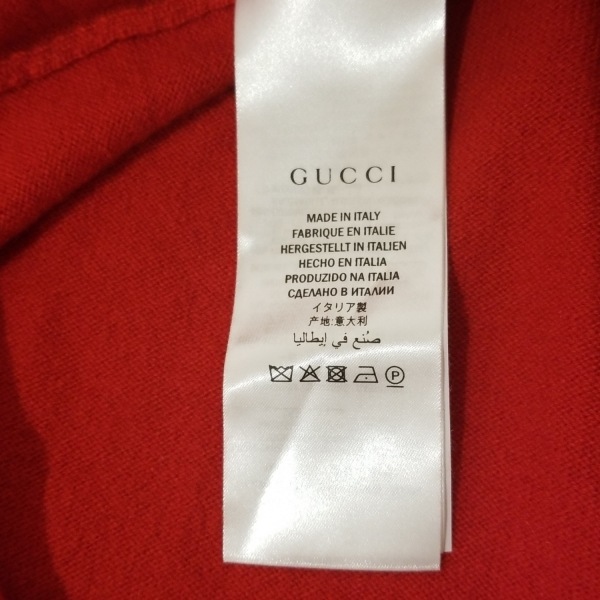 GUCCI
MADE IN ITALY
FABRIQUE EN ITALIE
HERGESTELLT IN ITALIEN
HECHO EN ITALIA
PRODUZIDO NA ITALIA
СДЕЛАНО В ИТАЛИИ
イタリア製
产地:意大利
صُنع في إيطاليا
P